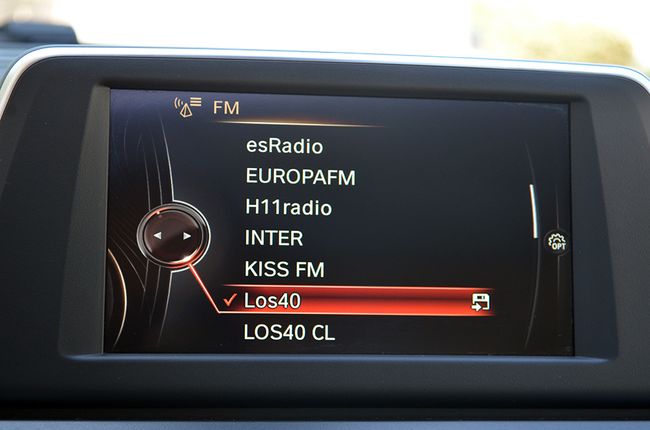 FM
esRadio
EUROPAFM
H11radio
INTER
KISS FM
Los40
LOS40 CL
OPT